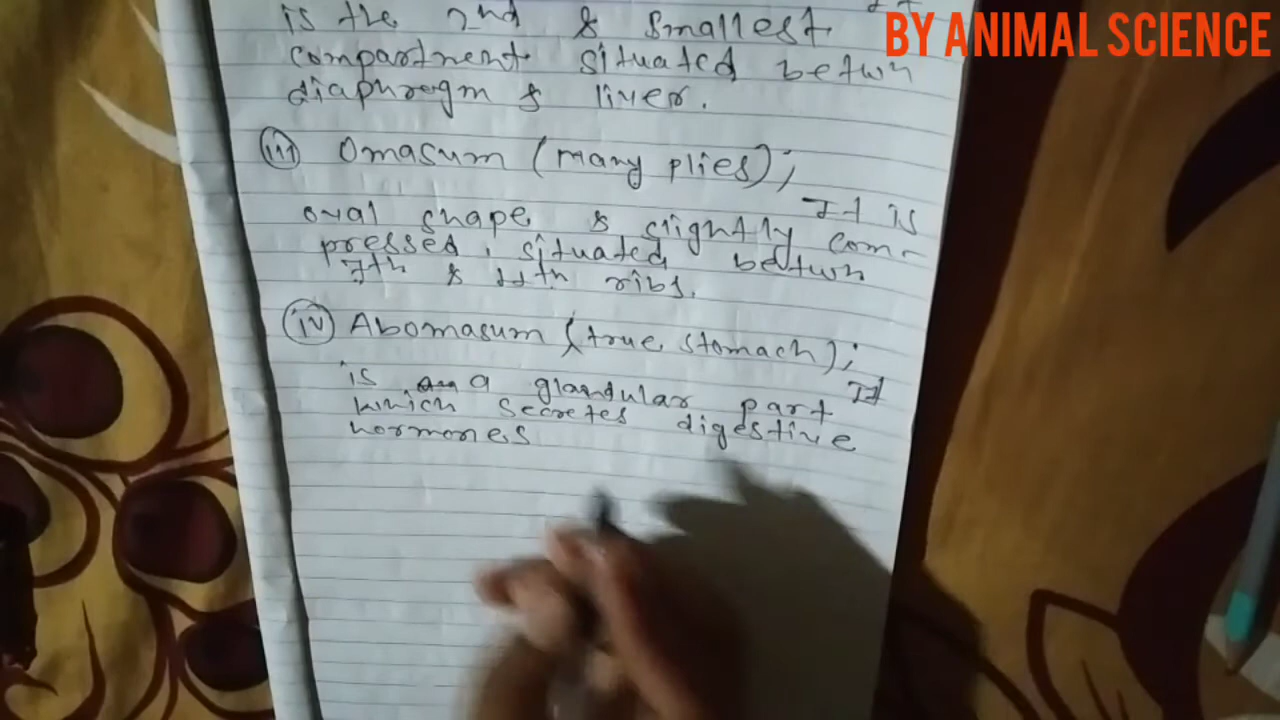 BY ANIMAL SCIENCE
is the 2nd & smallest
compartment situated betwn
diaphragm & liver.
(iii) Omasum (many plies); It is
oval shape & slightly com-
pressed, situated betwn
7th & 11th ribs.
(iv) Abomasum (true stomach); It
is a glandular part
which secretes digestive
hormones